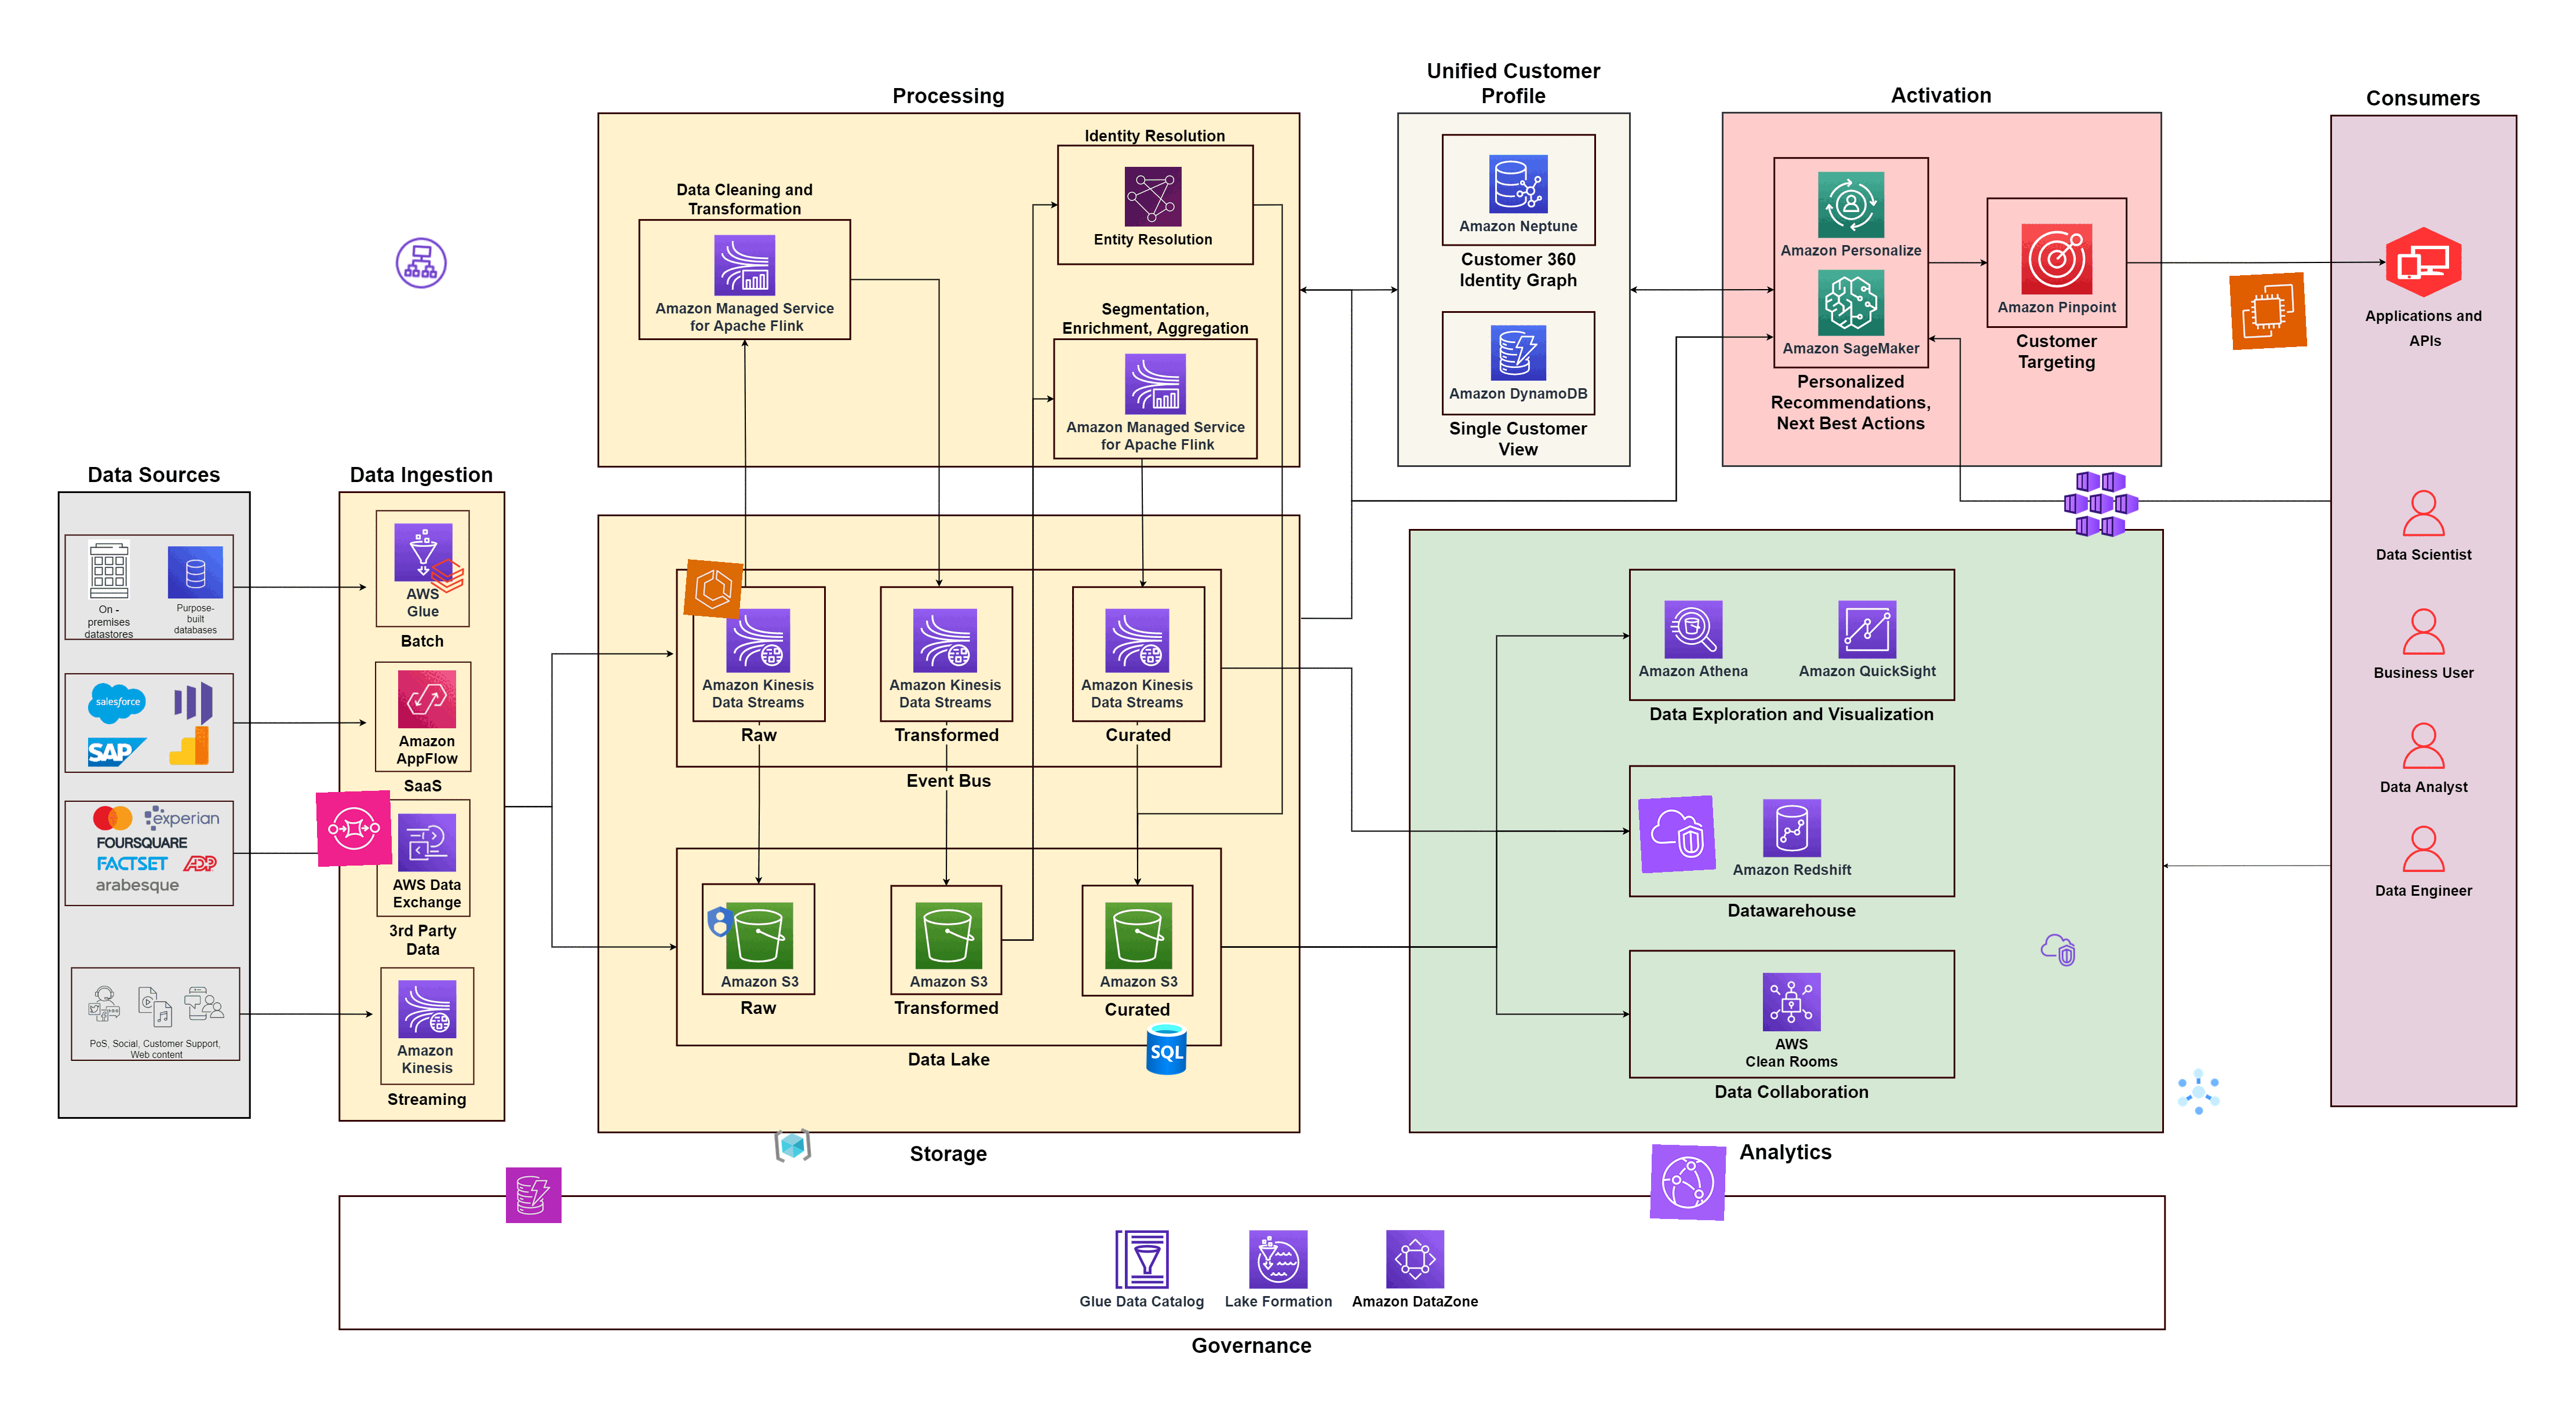 Data Sources
On -
premises
datastores
Purpose-
built
databases
salesforce
SAP
experian
FOURSQUARE
FACTSET
ADP
arabesque
PoS, Social, Customer Support,
Web content
Data Ingestion
AWS
Glue
Batch
Amazon
AppFlow
SaaS
AWS Data
Exchange
3rd Party
Data
Amazon
Kinesis
Streaming
Processing
Data Cleaning and
Transformation
Amazon Managed Service
for Apache Flink
Identity Resolution
Entity Resolution
Segmentation,
Enrichment, Aggregation
Amazon Managed Service
for Apache Flink
Amazon Kinesis
Data Streams
Raw
Amazon Kinesis
Data Streams
Transformed
Amazon Kinesis
Data Streams
Curated
Event Bus
Amazon S3
Raw
Amazon S3
Transformed
Amazon S3
Curated
Data Lake
SQL
Storage
Unified Customer
Profile
Amazon Neptune
Customer 360
Identity Graph
Amazon DynamoDB
Single Customer
View
Activation
Amazon Personalize
Amazon SageMaker
Personalized
Recommendations,
Next Best Actions
Amazon Pinpoint
Customer
Targeting
Amazon Athena
Amazon QuickSight
Data Exploration and Visualization
Amazon Redshift
Datawarehouse
AWS
Clean Rooms
Data Collaboration
Analytics
Consumers
Applications and
APIs
Data Scientist
Business User
Data Analyst
Data Engineer
Glue Data Catalog
Lake Formation
Amazon DataZone
Governance